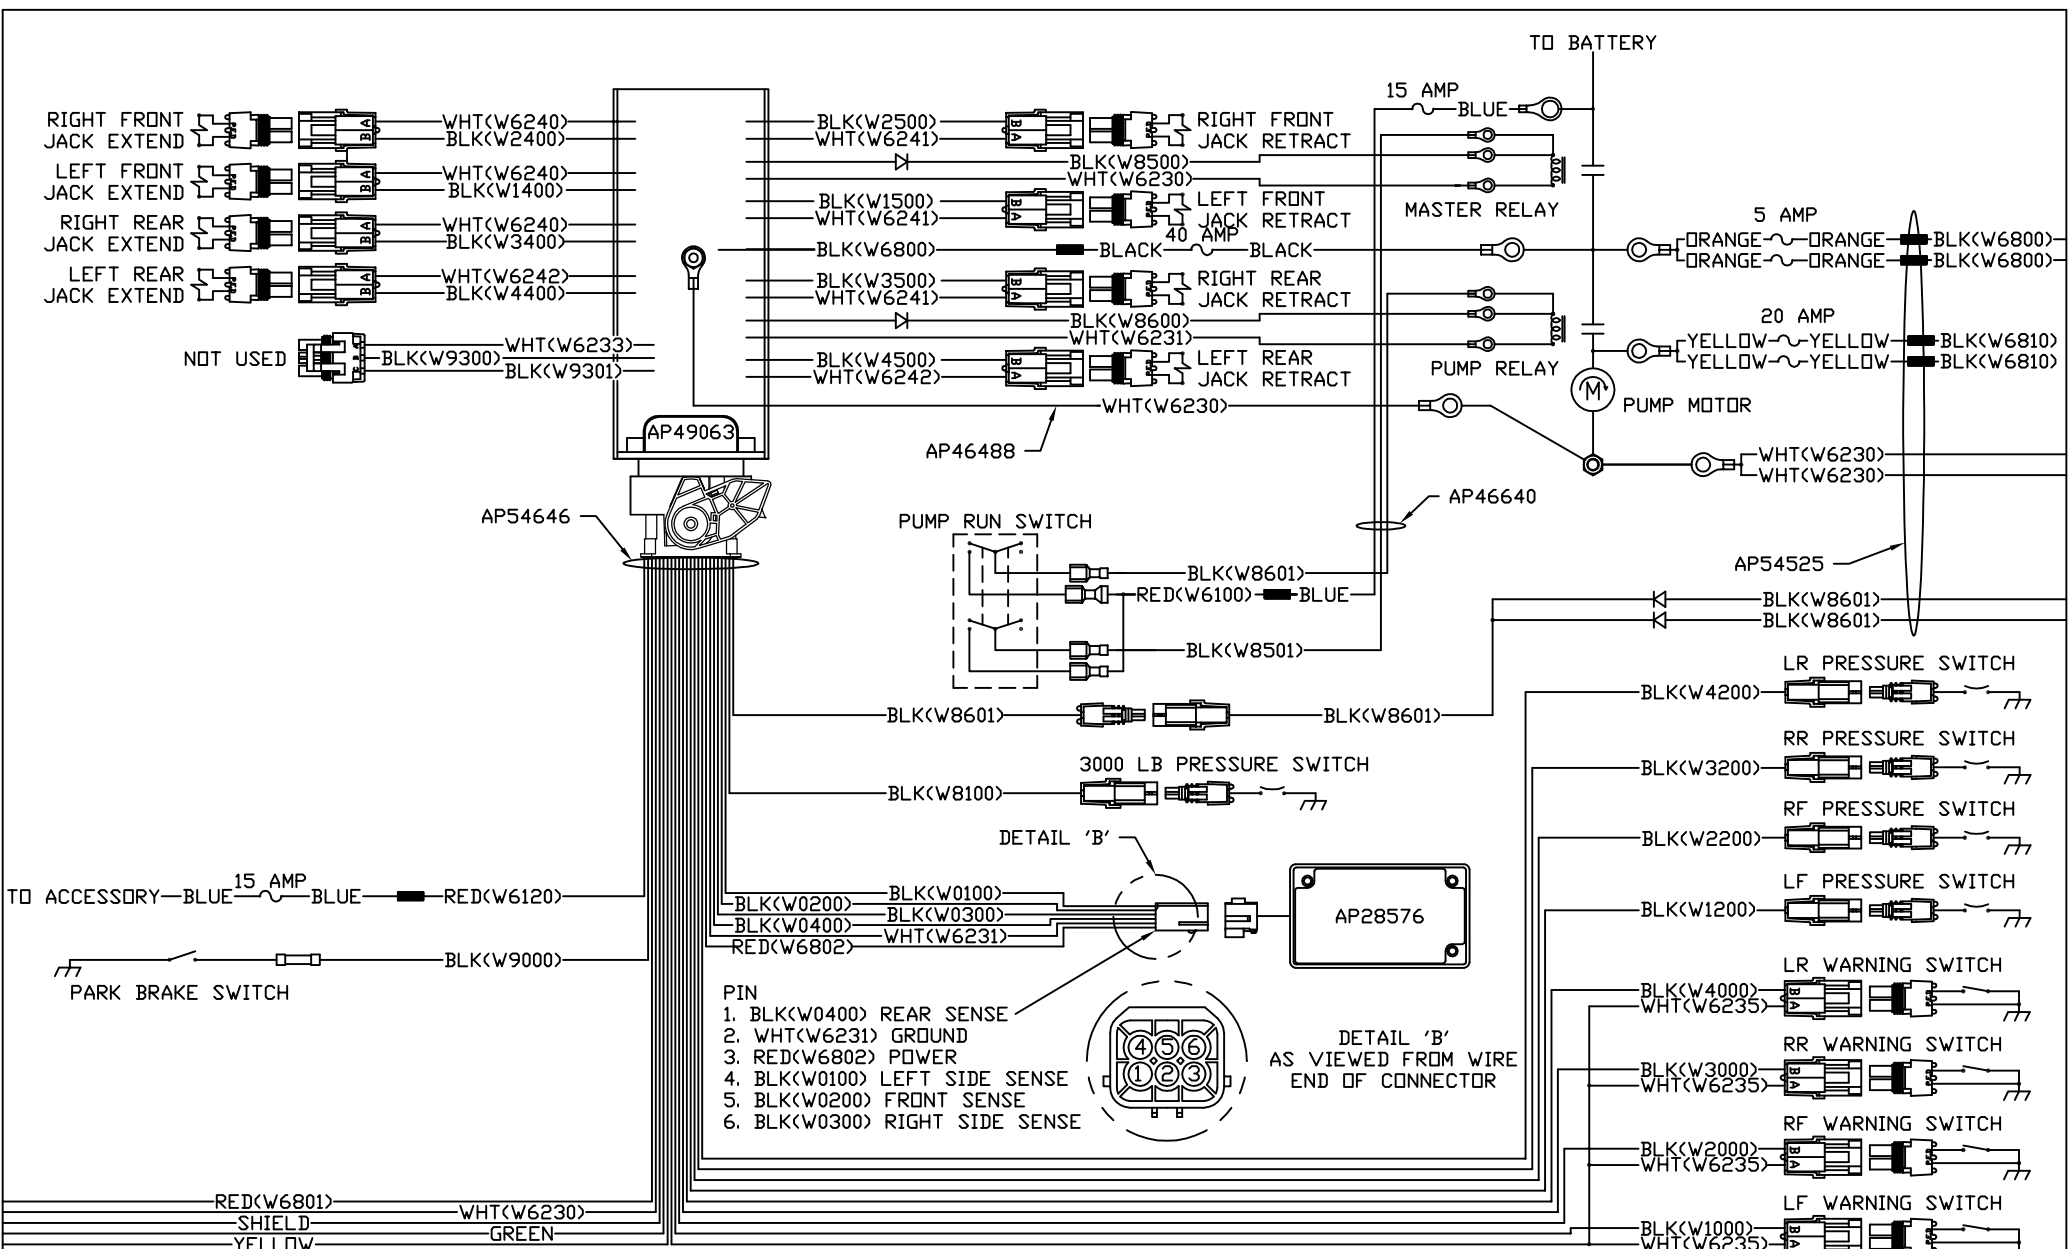 TO BATTERY
15 AMP
BLUE
RIGHT FRONT
JACK EXTEND
WHT(W6240)
BLK(W2400)
A
B
LEFT FRONT
JACK EXTEND
WHT(W6240)
BLK(W1400)
A
B
RIGHT REAR
JACK EXTEND
WHT(W6240)
BLK(W3400)
A
B
LEFT REAR
JACK EXTEND
WHT(W6242)
BLK(W4400)
A
B
NOT USED
WHT(W6233)
BLK(W9300)
BLK(W9301)
BLK(W2500)
WHT(W6241)
B
A
RIGHT FRONT
JACK RETRACT
BLK(W8500)
WHT(W6230)
BLK(W1500)
WHT(W6241)
B
A
LEFT FRONT
JACK RETRACT
MASTER RELAY
40 AMP
BLK(W6800)
BLACK
BLACK
BLK(W3500)
WHT(W6241)
B
A
RIGHT REAR
JACK RETRACT
BLK(W8600)
WHT(W6231)
BLK(W4500)
WHT(W6242)
B
A
LEFT REAR
JACK RETRACT
PUMP RELAY
WHT(W6230)
5 AMP
ORANGE
ORANGE
BLK(W6800)
ORANGE
ORANGE
BLK(W6800)
20 AMP
YELLOW
YELLOW
BLK(W6810)
YELLOW
YELLOW
BLK(W6810)
M
PUMP MOTOR
WHT(W6230)
WHT(W6230)
AP49063
AP46488
AP54646
AP46640
AP54525
PUMP RUN SWITCH
BLK(W8601)
RED(W6100)
BLUE
BLK(W8501)
BLK(W8601)
BLK(W8601)
BLK(W8601)
BLK(W8601)
3000 LB PRESSURE SWITCH
BLK(W8100)
LR PRESSURE SWITCH
BLK(W4200)
RR PRESSURE SWITCH
BLK(W3200)
RF PRESSURE SWITCH
BLK(W2200)
LF PRESSURE SWITCH
BLK(W1200)
DETAIL 'B'
TO ACCESSORY
BLUE
15 AMP
BLUE
RED(W6120)
BLK(W9000)
PARK BRAKE SWITCH
BLK(W0100)
BLK(W0200)
BLK(W0300)
BLK(W0400)
WHT(W6231)
RED(W6802)
AP28576
PIN
1. BLK(W0400) REAR SENSE
2. WHT(W6231) GROUND
3. RED(W6802) POWER
4. BLK(W0100) LEFT SIDE SENSE
5. BLK(W0200) FRONT SENSE
6. BLK(W0300) RIGHT SIDE SENSE
4 5 6
1 2 3
DETAIL 'B'
AS VIEWED FROM WIRE
END OF CONNECTOR
LR WARNING SWITCH
BLK(W4000)
WHT(W6235)
B
A
RR WARNING SWITCH
BLK(W3000)
WHT(W6235)
B
A
RF WARNING SWITCH
BLK(W2000)
WHT(W6235)
B
A
LF WARNING SWITCH
BLK(W1000)
WHT(W6235)
B
A
RED(W6801)
WHT(W6230)
SHIELD
GREEN
YELLOW